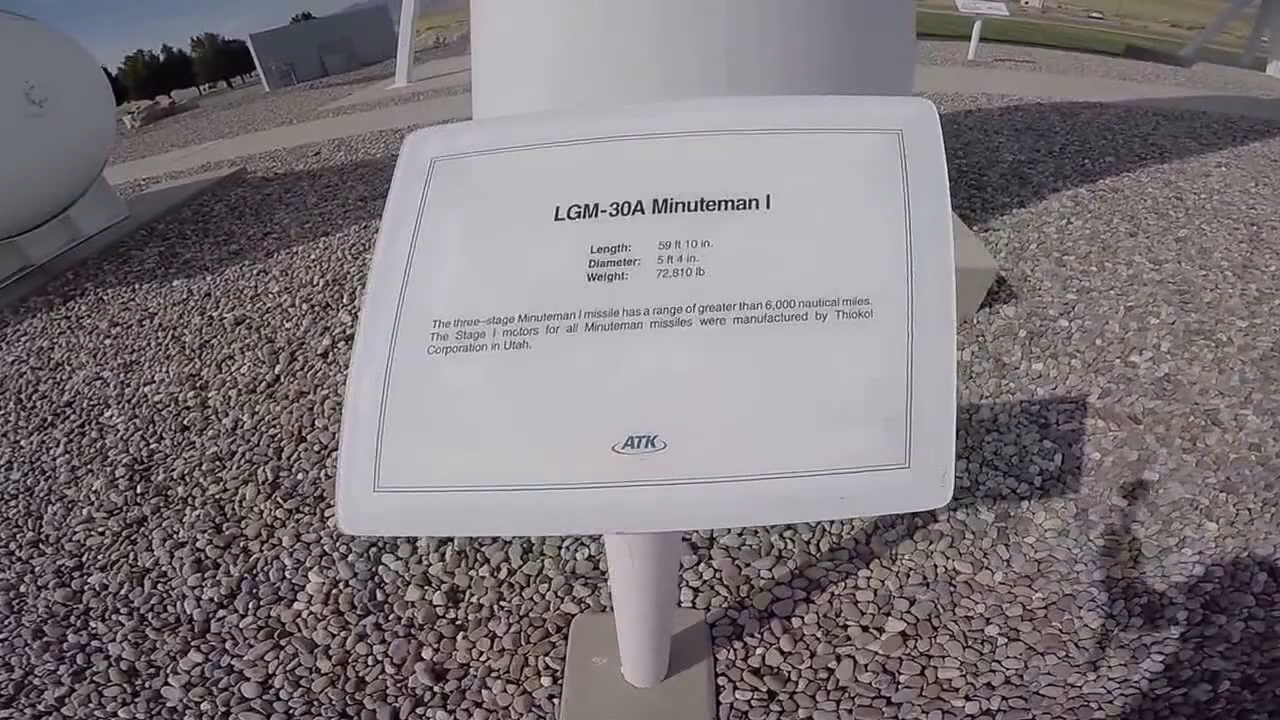 LGM-30A Minuteman I
Length: 59 ft 10 in.
Diameter: 5 ft 4 in.
Weight: 72,810 lb
The three-stage Minuteman I missile has a range of greater than 6,000 nautical miles.
The Stage I motors for all Minuteman missiles were manufactured by Thiokol
Corporation in Utah.
ATK